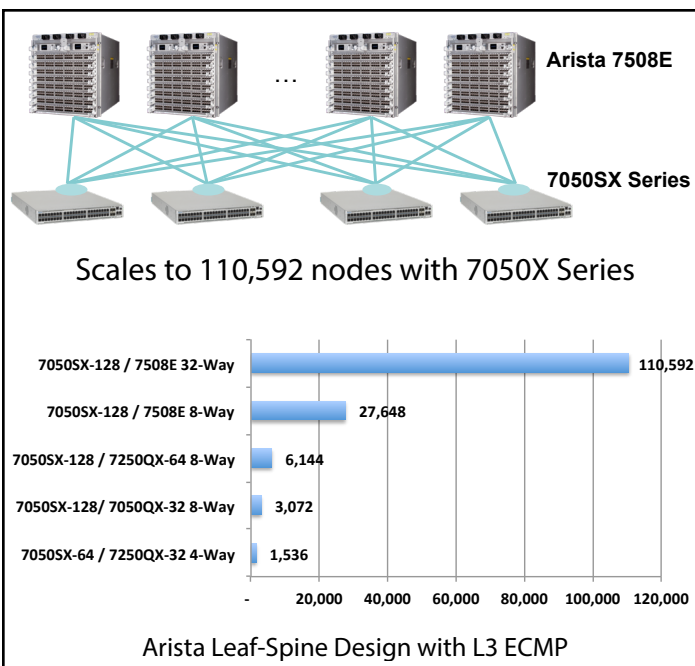 Arista 7508E
...
7050SX Series
Scales to 110,592 nodes with 7050X Series
7050SX-128 / 7508E 32-Way
110,592
7050SX-128 / 7508E 8-Way
27,648
7050SX-128 / 7250QX-64 8-Way
6,144
7050SX-128/ 7050QX-32 8-Way
3,072
7050SX-64 / 7250QX-32 4-Way
1,536
- 20,000 40,000 60,000 80,000 100,000 120,000
Arista Leaf-Spine Design with L3 ECMP